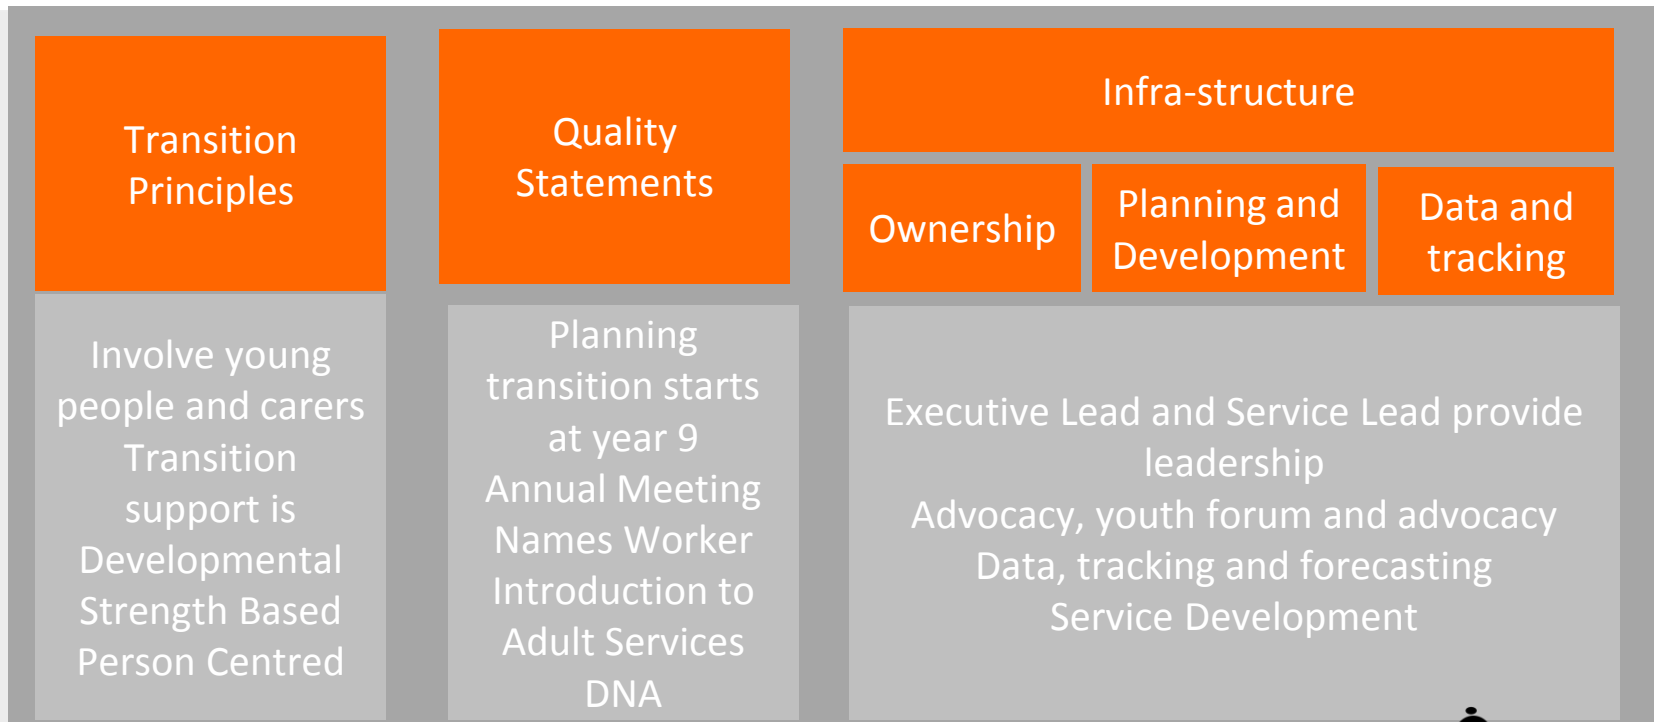 Transition
Principles
Involve young
people and carers
Transition
support is
Developmental
Strength Based
Person Centred
Quality
Statements
Planning
transition starts
at year 9
Annual Meeting
Names Worker
Introduction to
Adult Services
DNA
Infra-structure
Ownership
Planning and
Development
Data and
tracking
Executive Lead and Service Lead provide
leadership
Advocacy, youth forum and advocacy
Data, tracking and forecasting
Service Development